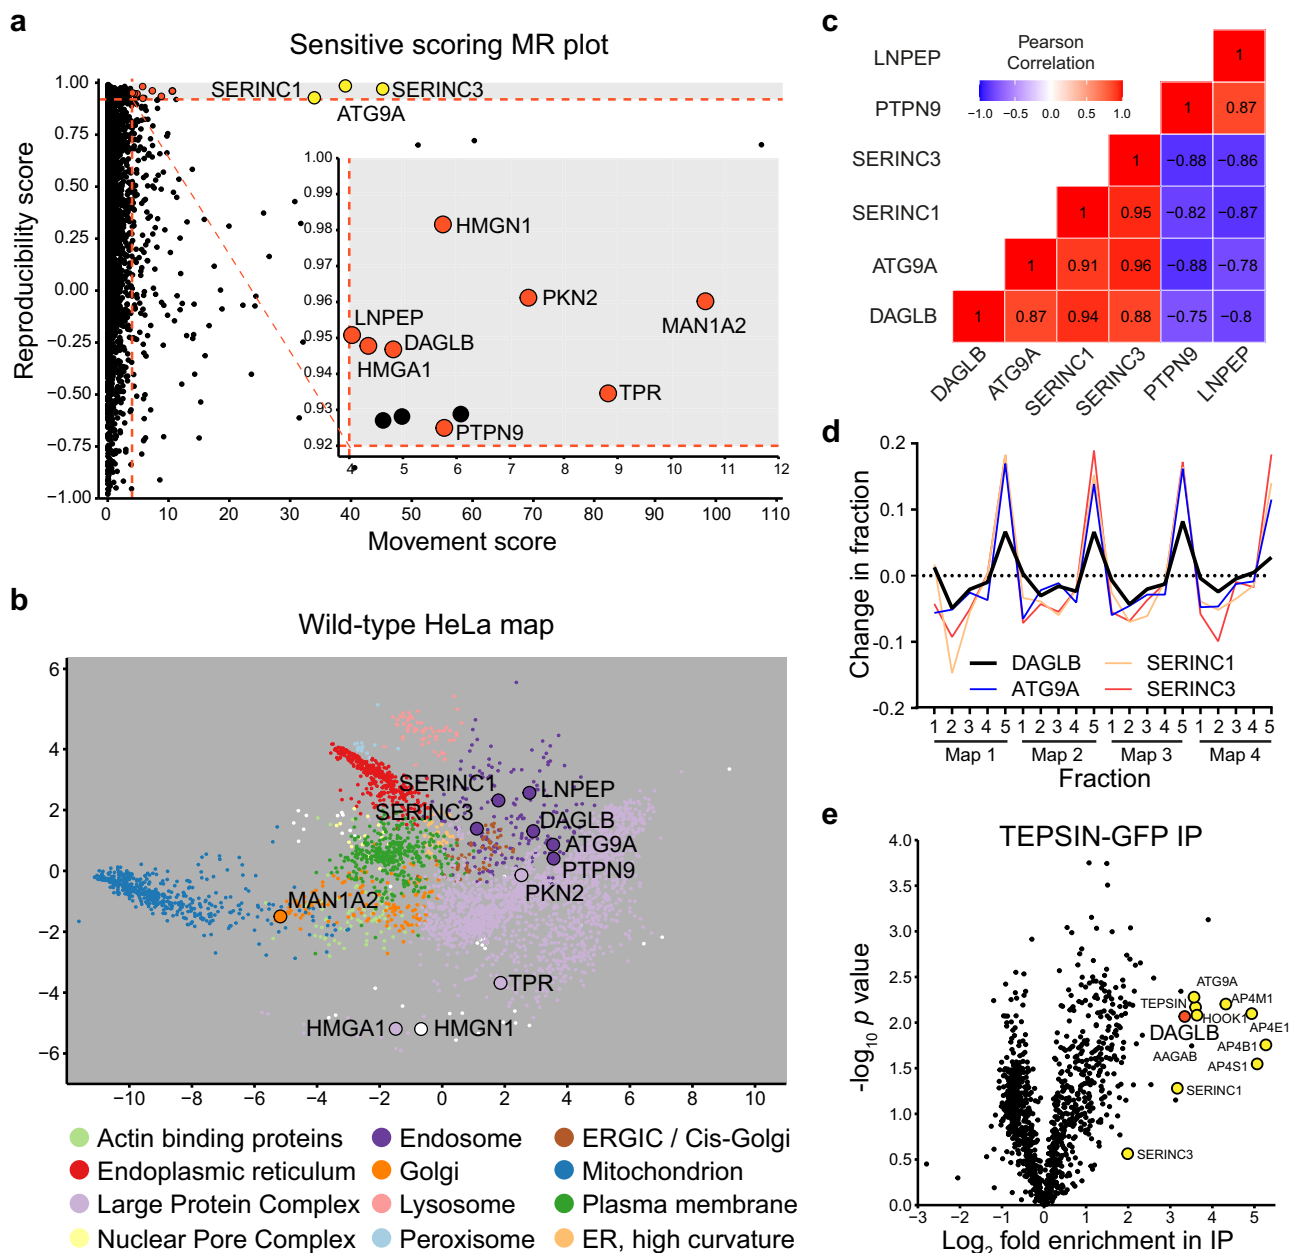 a
Sensitive scoring MR plot
Reproducibility score
1.00
0.75
0.50
0.25
0.00
−0.25
−0.50
−0.75
−1.00
SERINC1
SERINC3
ATG9A
1.00
0.99
0.98
0.97
0.96
0.95
0.94
0.93
0.92
HMGN1
PKN2
MAN1A2
LNPEP
DAGLB
HMGA1
TPR
PTPN9
4 5 6 7 8 9 10 11 12
0 10 20 30 40 50 60 70 80 90 100 110
Movement score
b
Wild-type HeLa map
6
4
2
0
−2
−4
−6
SERINC1
LNPEP
SERINC3
DAGLB
ATG9A
PTPN9
PKN2
MAN1A2
TPR
HMGA1
HMGN1
−10 −8 −6 −4 −2 0 2 4 6 8 10
Actin binding proteins
Endosome
ERGIC / Cis-Golgi
Endoplasmic reticulum
Golgi
Mitochondrion
Large Protein Complex
Lysosome
Plasma membrane
Nuclear Pore Complex
Peroxisome
ER, high curvature
c
Pearson
Correlation
−1.0 −0.5 0.0 0.5 1.0
LNPEP 1
PTPN9 1 0.87
SERINC3 1 −0.88 −0.86
SERINC1 1 0.95 −0.82 −0.87
ATG9A 1 0.91 0.96 −0.88 −0.78
DAGLB 1 0.87 0.94 0.88 −0.75 −0.8
DAGLB ATG9A SERINC1 SERINC3 PTPN9 LNPEP
d
Change in fraction
0.2
0.1
0.0
-0.1
-0.2
DAGLB
SERINC1
ATG9A
SERINC3
1 2 3 4 5 1 2 3 4 5 1 2 3 4 5 1 2 3 4 5
Map 1 Map 2 Map 3 Map 4
Fraction
e
TEPSIN-GFP IP
-log10 p value
4.0
3.5
3.0
2.5
2.0
1.5
1.0
0.5
0.0
ATG9A
TEPSIN
AP4M1
HOOK1
AP4E1
DAGLB
AP4B1
AAGAB
AP4S1
SERINC1
SERINC3
−3 −2 −1 0 1 2 3 4 5
Log2 fold enrichment in IP